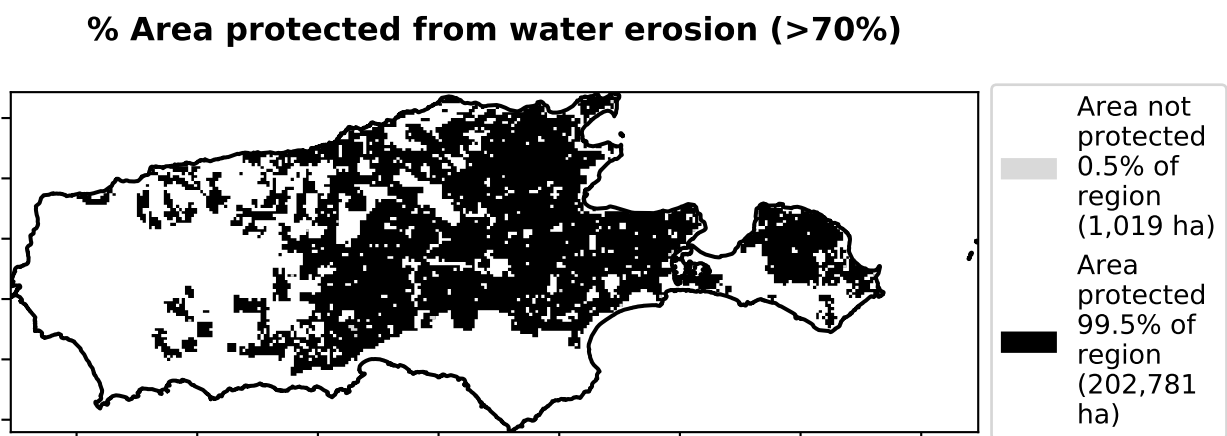 % Area protected from water erosion (>70%)
Area not
protected
0.5% of
region
(1,019 ha)
Area
protected
99.5% of
region
(202,781
ha)